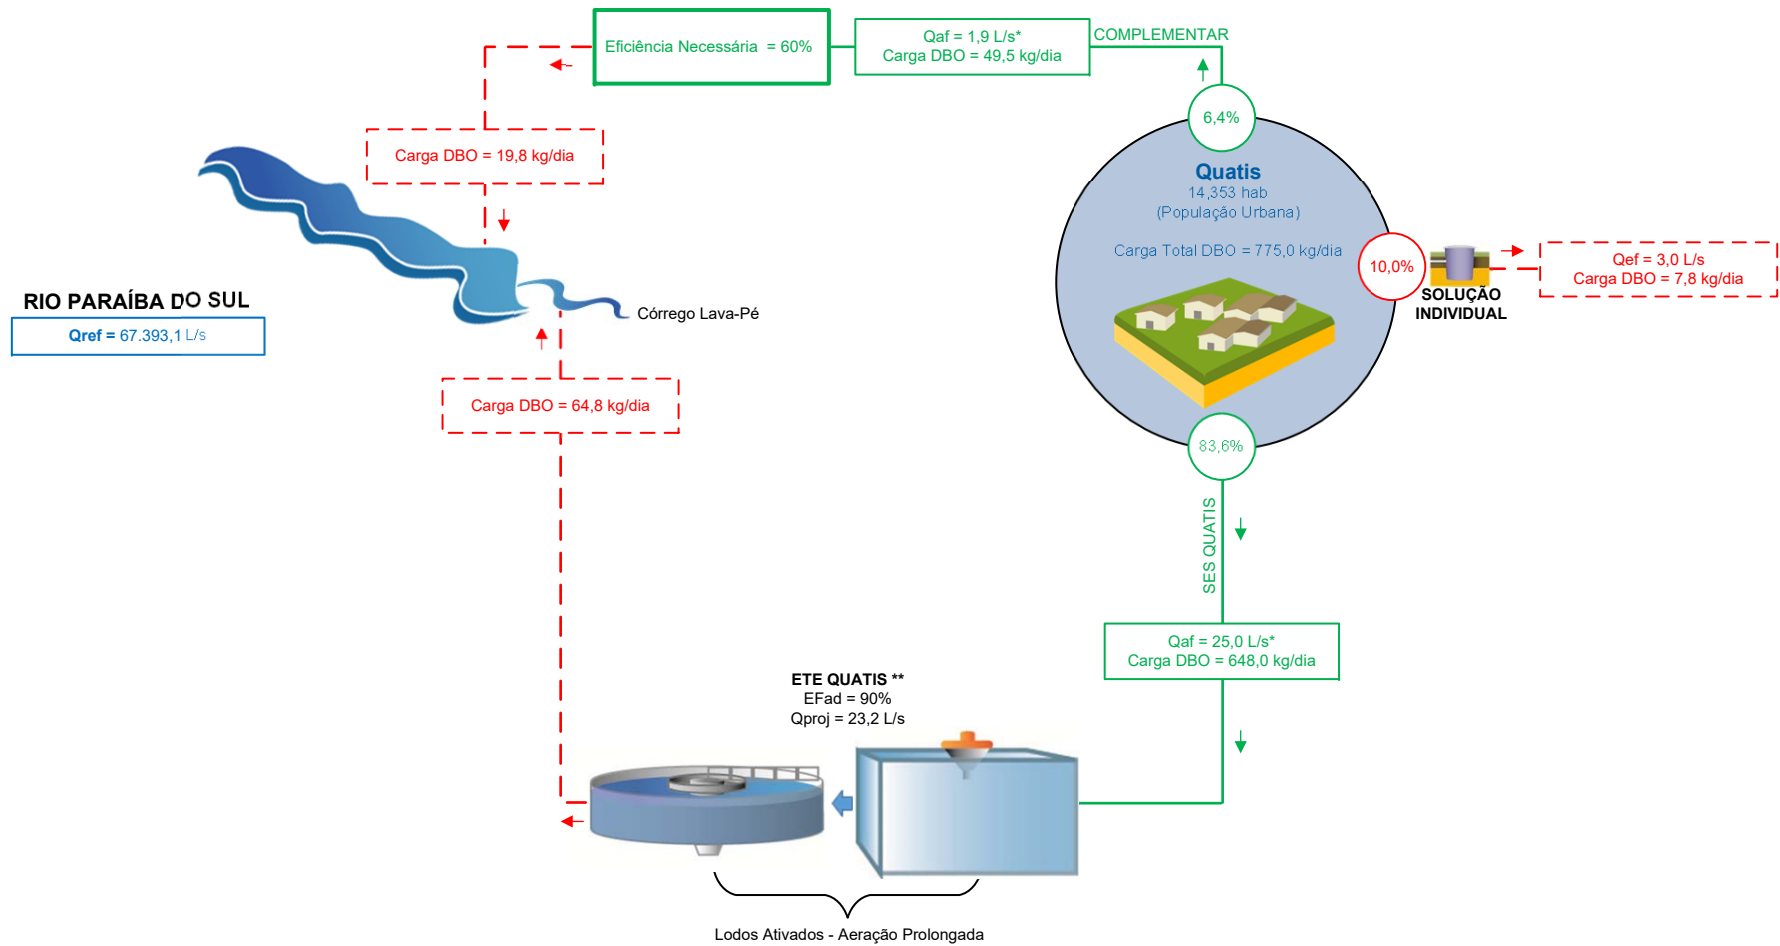 Eficiência Necessária = 60%
Qaf = 1,9 L/s*
Carga DBO = 49,5 kg/dia
COMPLEMENTAR
6,4%
Carga DBO = 19,8 kg/dia
Quatis
14,353 hab
(População Urbana)
Carga Total DBO = 775,0 kg/dia
10,0%
SOLUÇÃO
INDIVIDUAL
Qef = 3,0 L/s
Carga DBO = 7,8 kg/dia
RIO PARAÍBA DO SUL
Qref = 67.393,1 L/s
Córrego Lava-Pé
Carga DBO = 64,8 kg/dia
83,6%
SES QUATIS
Qaf = 25,0 L/s*
Carga DBO = 648,0 kg/dia
ETE QUATIS **
EFad = 90%
Qproj = 23,2 L/s
Lodos Ativados - Aeração Prolongada